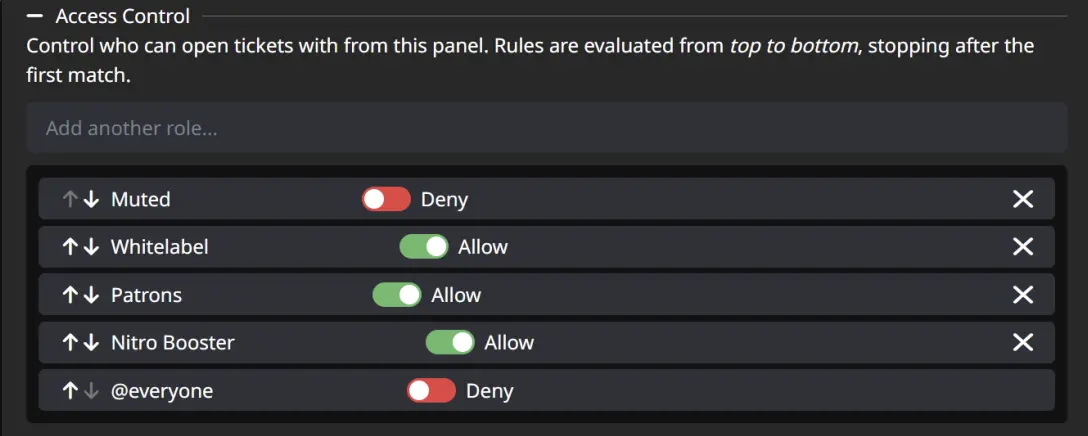 Access Control
Control who can open tickets with from this panel. Rules are evaluated from top to bottom, stopping after the
first match.
Add another role...
Muted Deny
Whitelabel Allow
Patrons Allow
Nitro Booster Allow
@everyone Deny